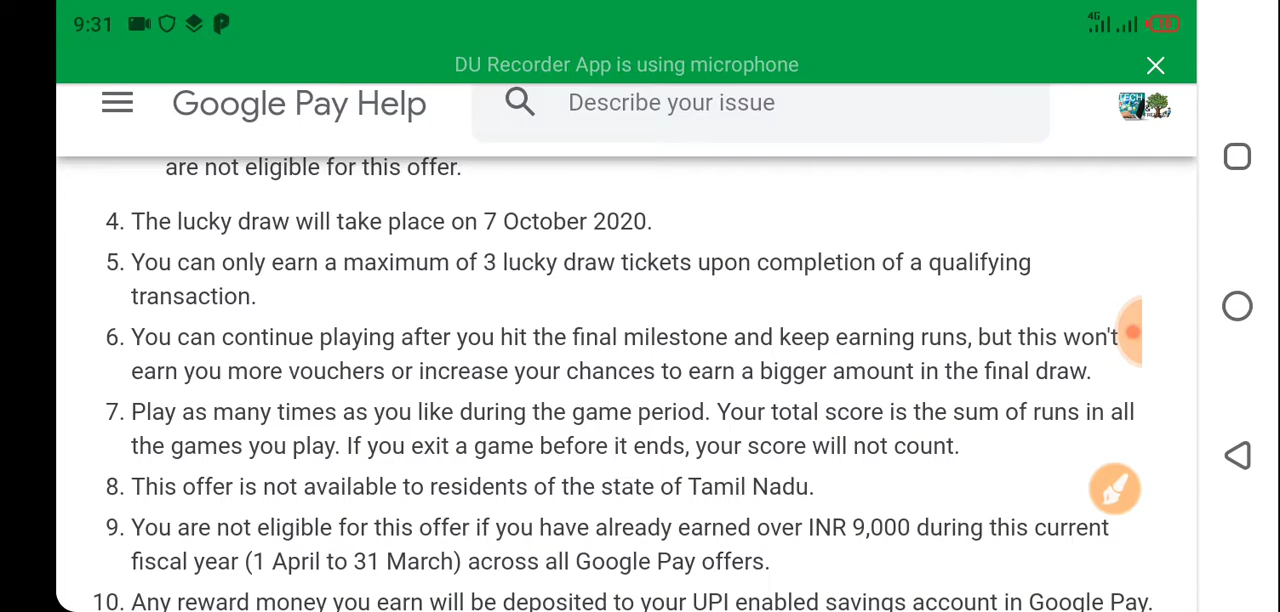 9:31
4G
DU Recorder App is using microphone
Google Pay Help
Describe your issue
are not eligible for this offer.
4. The lucky draw will take place on 7 October 2020.
5. You can only earn a maximum of 3 lucky draw tickets upon completion of a qualifying
transaction.
6. You can continue playing after you hit the final milestone and keep earning runs, but this won't
earn you more vouchers or increase your chances to earn a bigger amount in the final draw.
7. Play as many times as you like during the game period. Your total score is the sum of runs in all
the games you play. If you exit a game before it ends, your score will not count.
8. This offer is not available to residents of the state of Tamil Nadu.
9. You are not eligible for this offer if you have already earned over INR 9,000 during this current
fiscal year (1 April to 31 March) across all Google Pay offers.
10. Any reward money you earn will be deposited to your UPI enabled savings account in Google Pay.